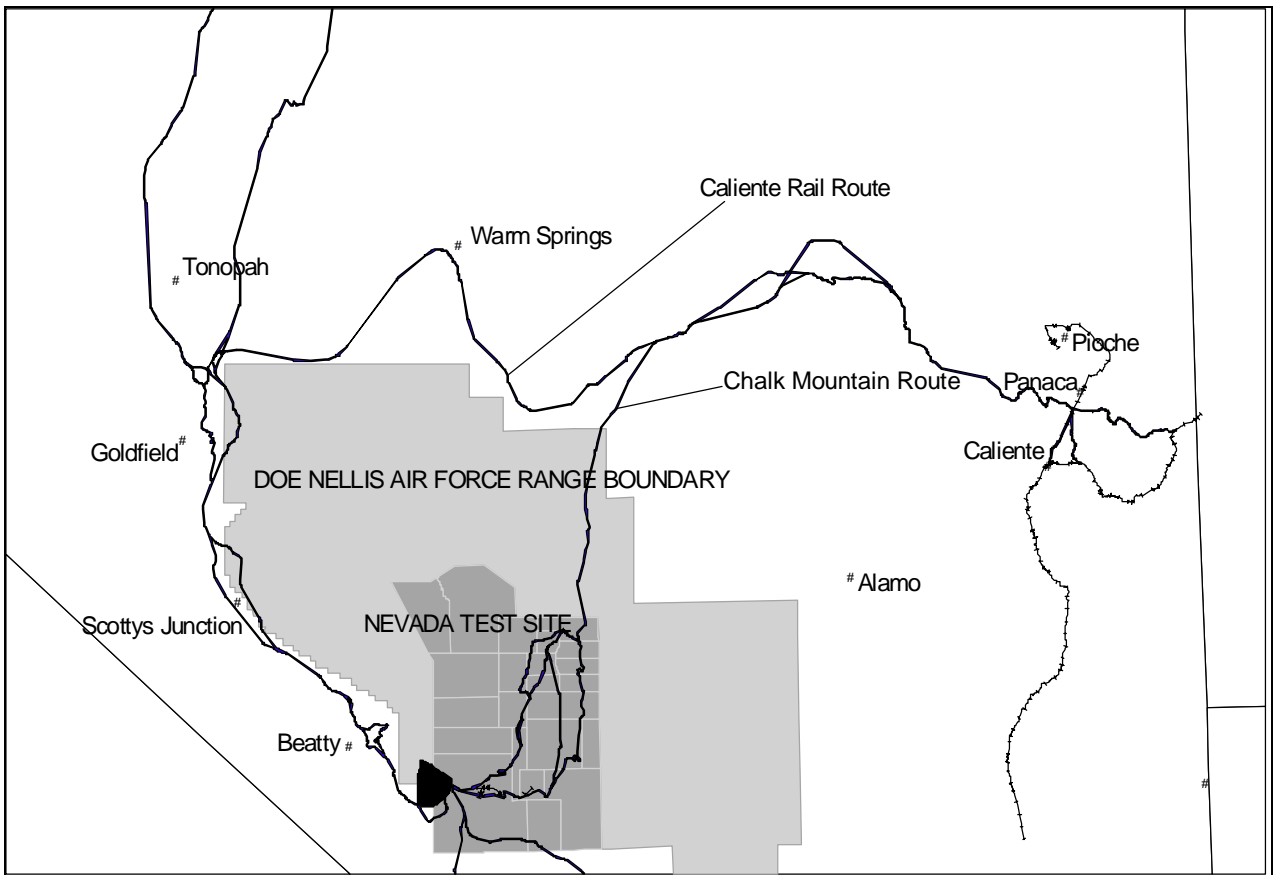 Caliente Rail Route
Warm Springs
Tonopah
Pioche
Chalk Mountain Route
Panaca
Goldfield
Caliente
DOE NELLIS AIR FORCE RANGE BOUNDARY
Alamo
NEVADA TEST SITE
Scottys Junction
Beatty